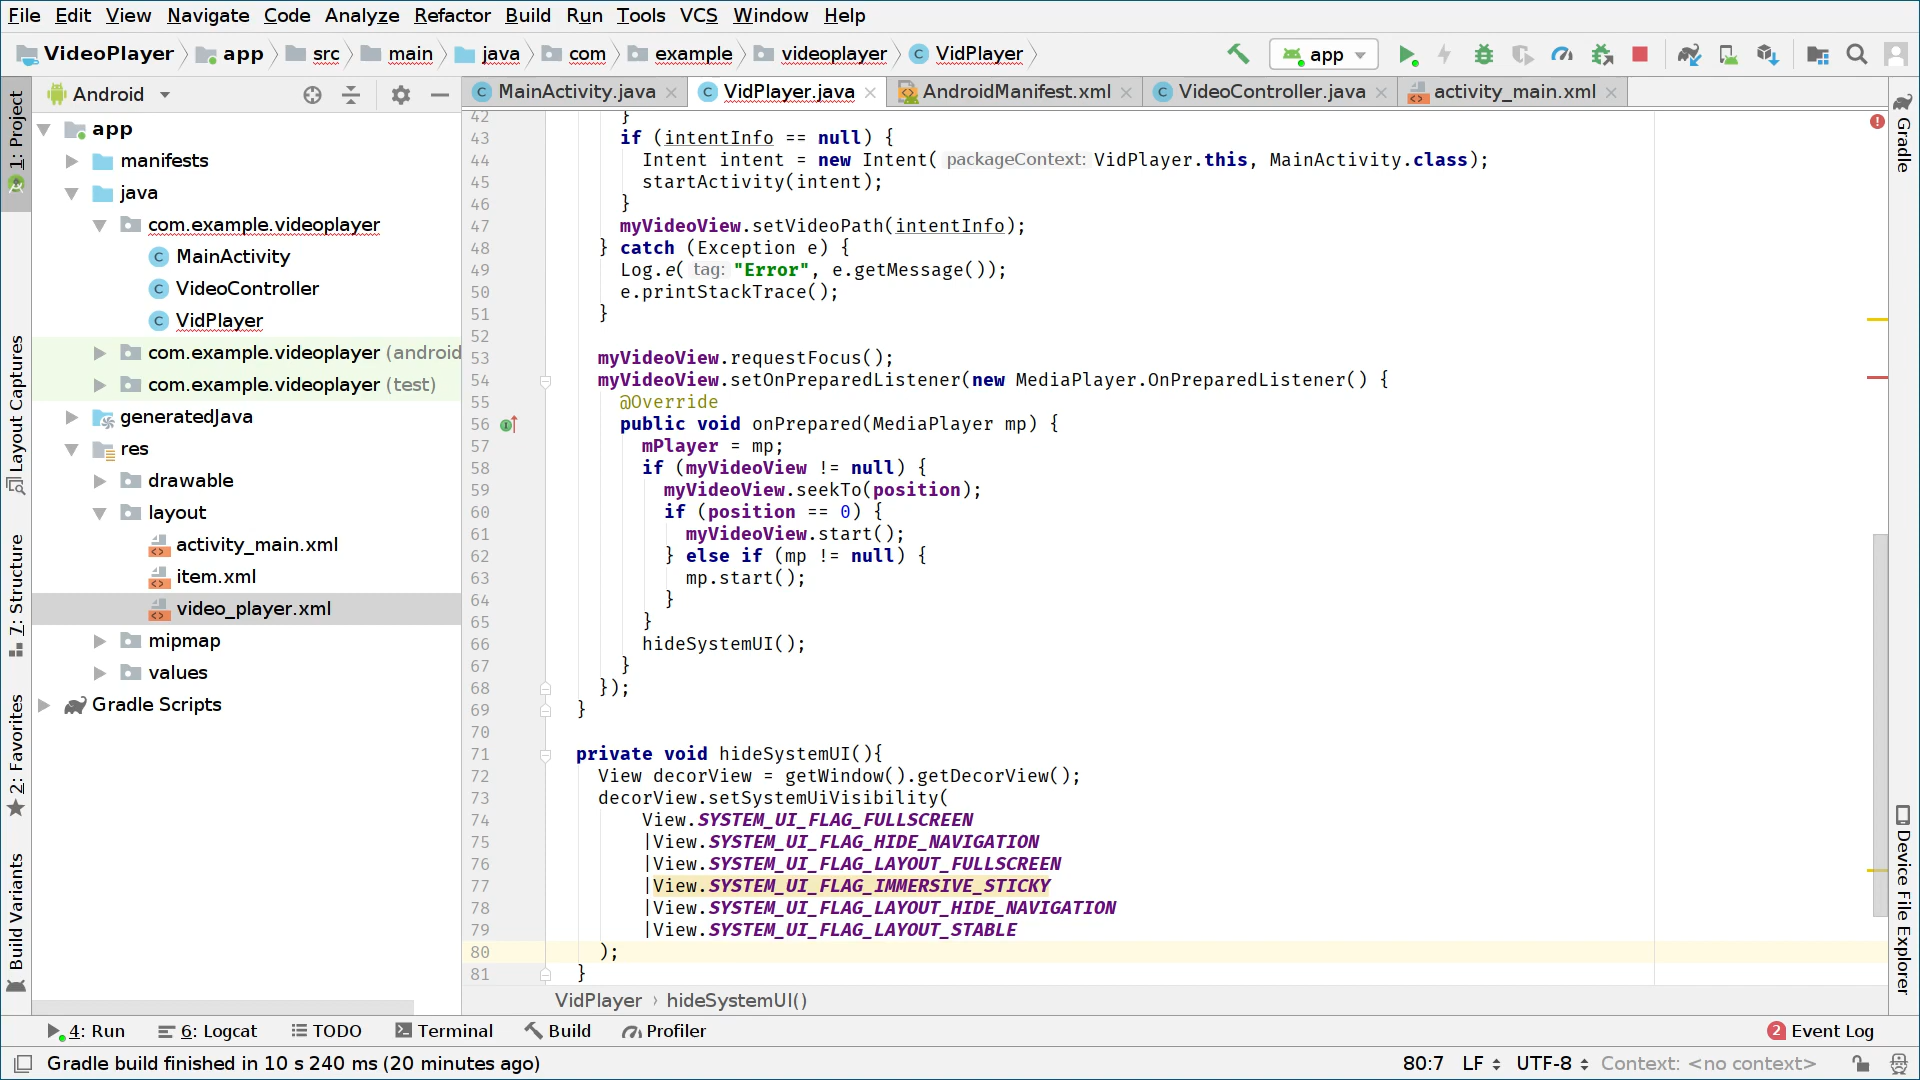 File Edit View Navigate Code Analyze Refactor Build Run Tools VCS Window Help
VideoPlayer app src main java com example videoplayer VidPlayer app
Android
MainActivity.java VidPlayer.java AndroidManifest.xml VideoController.java activity_main.xml
1: Project
Layout Captures
7: Structure
2: Favorites
Build Variants
app
manifests
java
com.example.videoplayer
MainActivity
VideoController
VidPlayer
com.example.videoplayer (android
com.example.videoplayer (test)
generatedJava
res
drawable
layout
activity_main.xml
item.xml
video_player.xml
mipmap
values
Gradle Scripts
42 }
43 if (intentInfo == null) {
44 Intent intent = new Intent( packageContext: VidPlayer.this, MainActivity.class);
45 startActivity(intent);
46 }
47 myVideoView.setVideoPath(intentInfo);
48 } catch (Exception e) {
49 Log.e( tag: "Error", e.getMessage());
50 e.printStackTrace();
51 }
52
53 myVideoView.requestFocus();
54 myVideoView.setOnPreparedListener(new MediaPlayer.OnPreparedListener() {
55 @Override
56 public void onPrepared(MediaPlayer mp) {
57 mPlayer = mp;
58 if (myVideoView != null) {
59 myVideoView.seekTo(position);
60 if (position == 0) {
61 myVideoView.start();
62 } else if (mp != null) {
63 mp.start();
64 }
65 }
66 hideSystemUI();
67 }
68 });
69 }
70
71 private void hideSystemUI(){
72 View decorView = getWindow().getDecorView();
73 decorView.setSystemUiVisibility(
74 View.SYSTEM_UI_FLAG_FULLSCREEN
75 |View.SYSTEM_UI_FLAG_HIDE_NAVIGATION
76 |View.SYSTEM_UI_FLAG_LAYOUT_FULLSCREEN
77 |View.SYSTEM_UI_FLAG_IMMERSIVE_STICKY
78 |View.SYSTEM_UI_FLAG_LAYOUT_HIDE_NAVIGATION
79 |View.SYSTEM_UI_FLAG_LAYOUT_STABLE
80 );
81 }
VidPlayer › hideSystemUI()
Gradle
Device File Explorer
4: Run 6: Logcat TODO Terminal Build Profiler 2 Event Log
Gradle build finished in 10 s 240 ms (20 minutes ago) 80:7 LF UTF-8 Context: <no context>